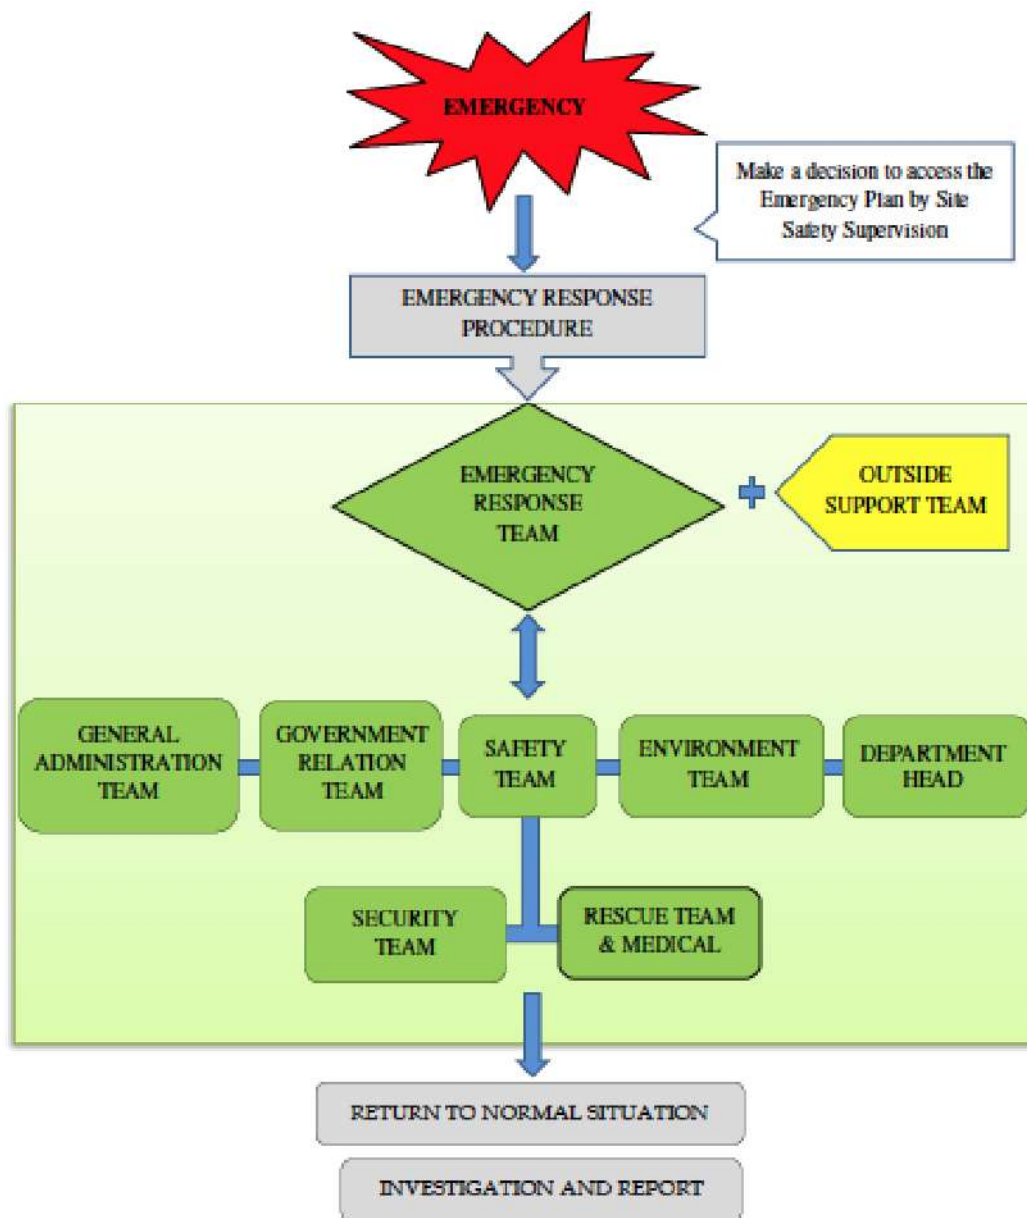 EMERGENCY
Make a decision to access the
Emergency Plan by Site
Safety Supervision
EMERGENCY RESPONSE
PROCEDURE
EMERGENCY
RESPONSE
TEAM
OUTSIDE
SUPPORT TEAM
GENERAL
ADMINISTRATION
TEAM
GOVERNMENT
RELATION
TEAM
SAFETY
TEAM
ENVIRONMENT
TEAM
DEPARTMENT
HEAD
SECURITY
TEAM
RESCUE TEAM
& MEDICAL
RETURN TO NORMAL SITUATION
INVESTIGATION AND REPORT